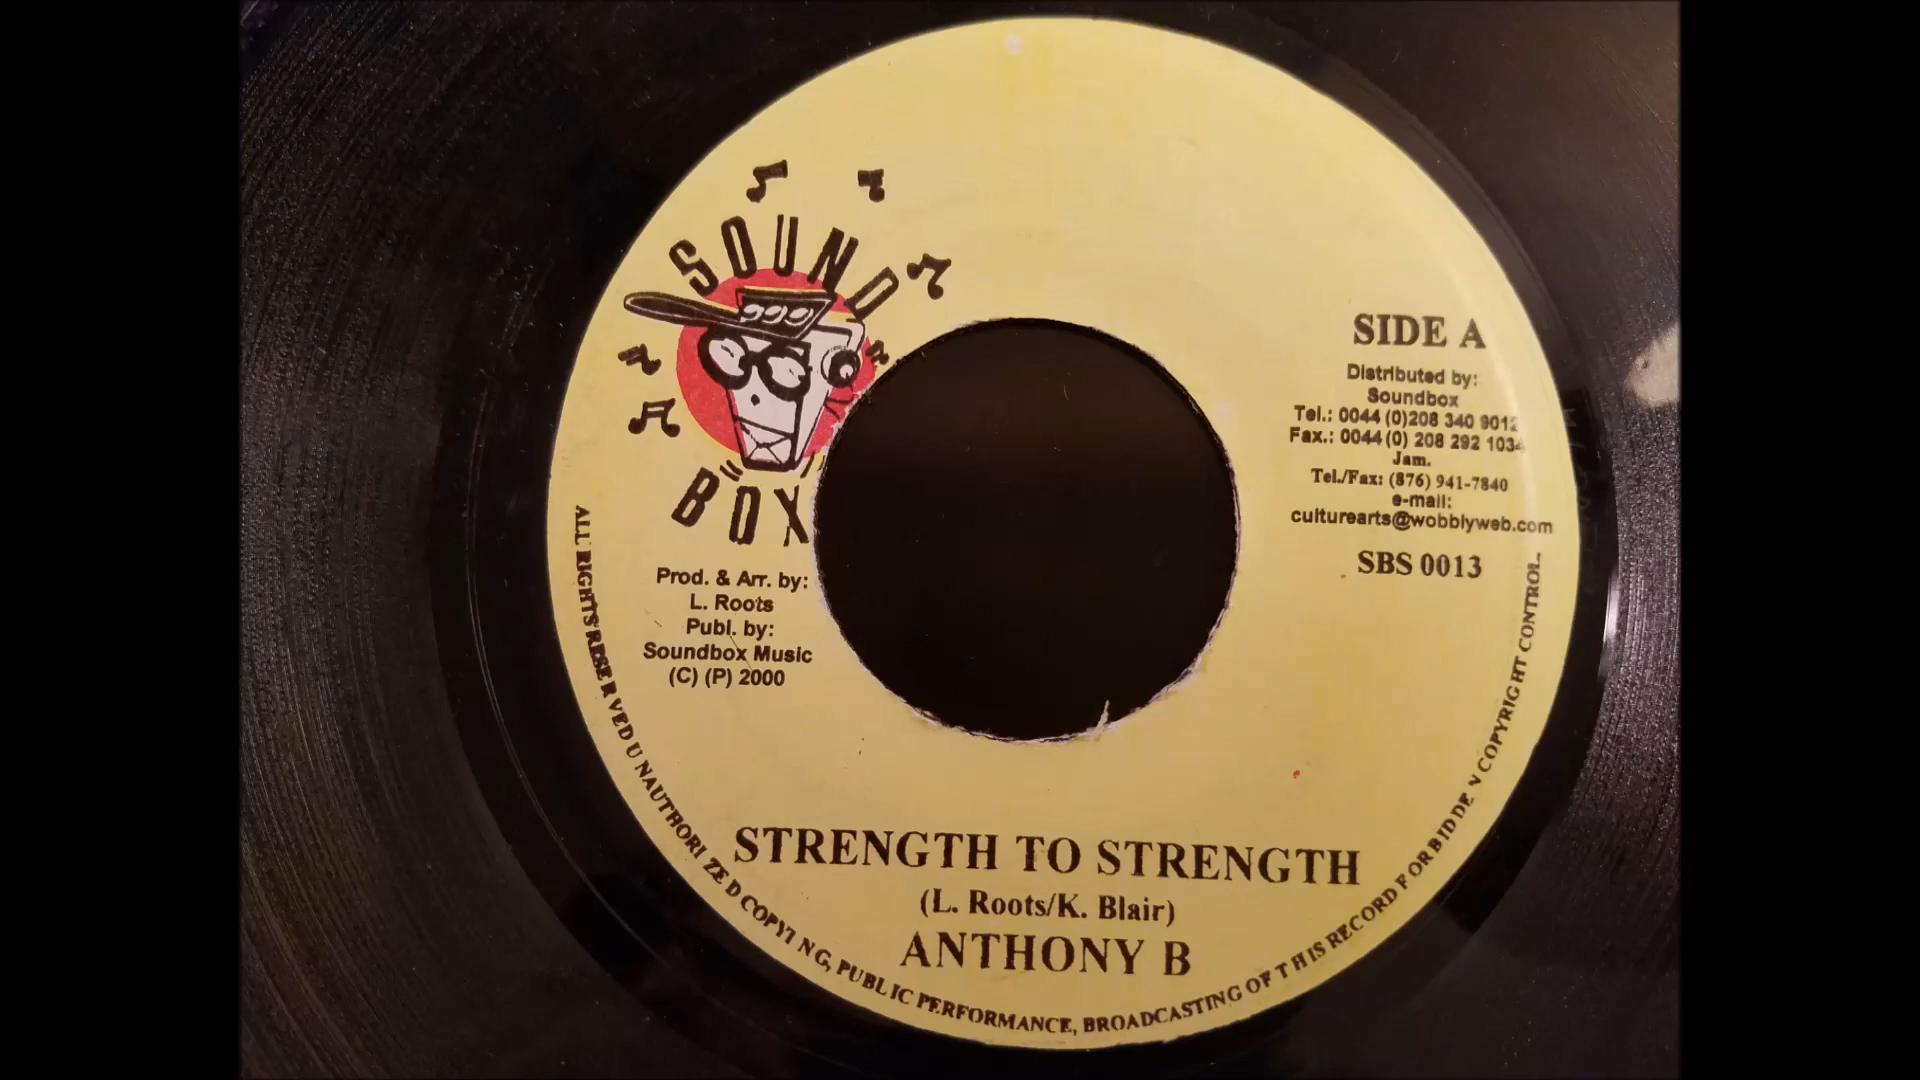 SOUND
BOX
Prod. & Arr. by:
L. Roots
Publ. by:
Soundbox Music
(C) (P) 2000
SIDE A
Distributed by:
Soundbox
Tel.: 0044 (0)208 340 9012
Fax.: 0044 (0) 208 292 1034
Jam.
Tel./Fax: (876) 941-7840
e-mail:
culturearts@wobblyweb.com
SBS 0013
STRENGTH TO STRENGTH
(L. Roots/K. Blair)
ANTHONY B
ALL RIGHTS RESERVED UNAUTHORIZED COPYING, PUBLIC PERFORMANCE, BROADCASTING OF THIS RECORD FORBIDDEN COPYRIGHT CONTROL.